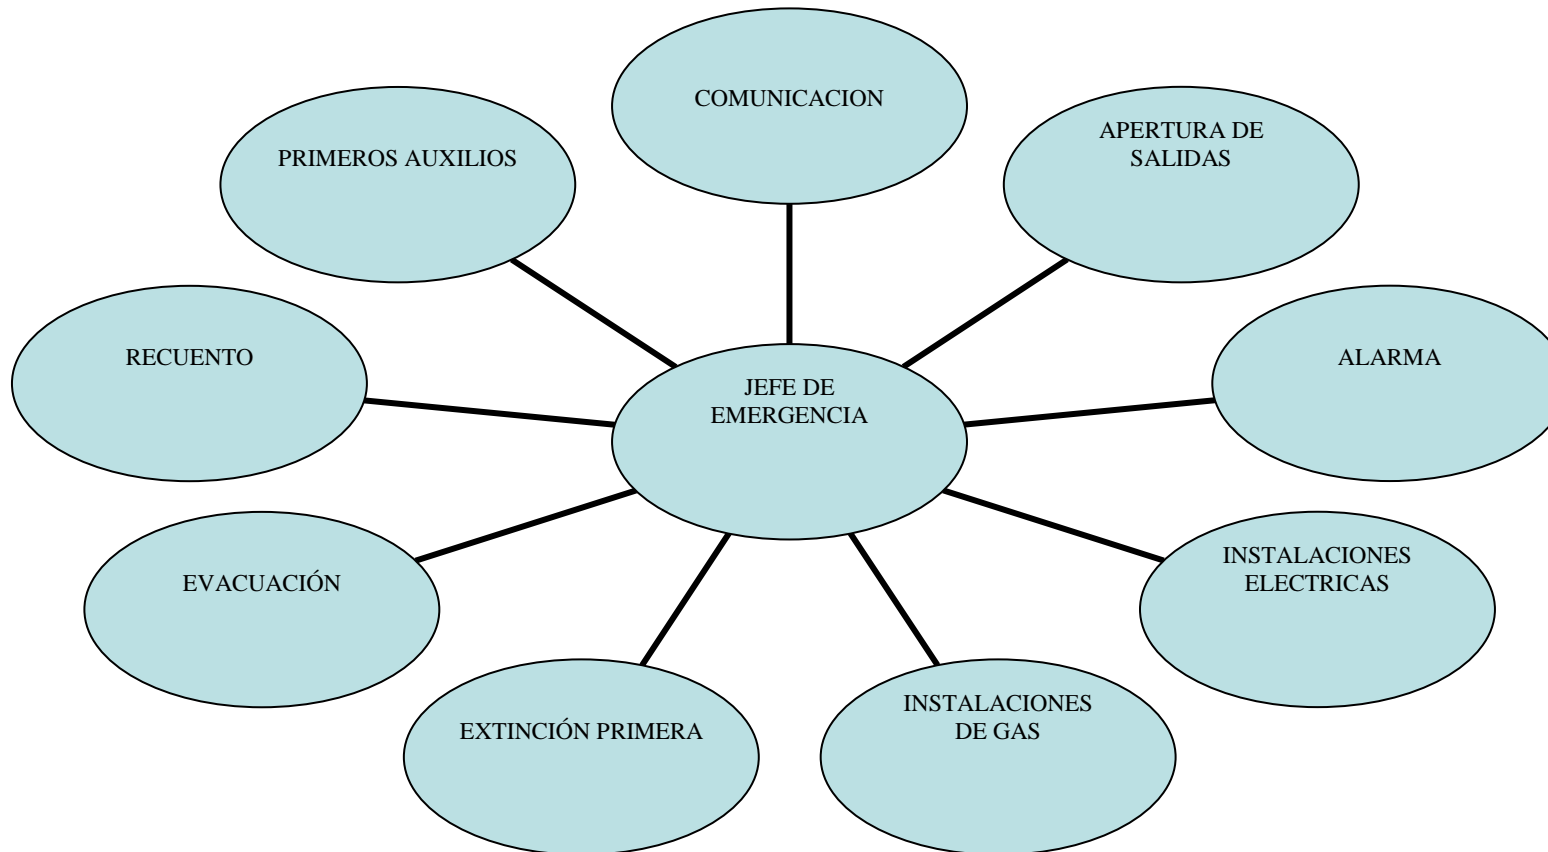 COMUNICACION
APERTURA DE
SALIDAS
PRIMEROS AUXILIOS
RECUENTO
ALARMA
JEFE DE
EMERGENCIA
EVACUACIÓN
INSTALACIONES
ELECTRICAS
EXTINCIÓN PRIMERA
INSTALACIONES
DE GAS